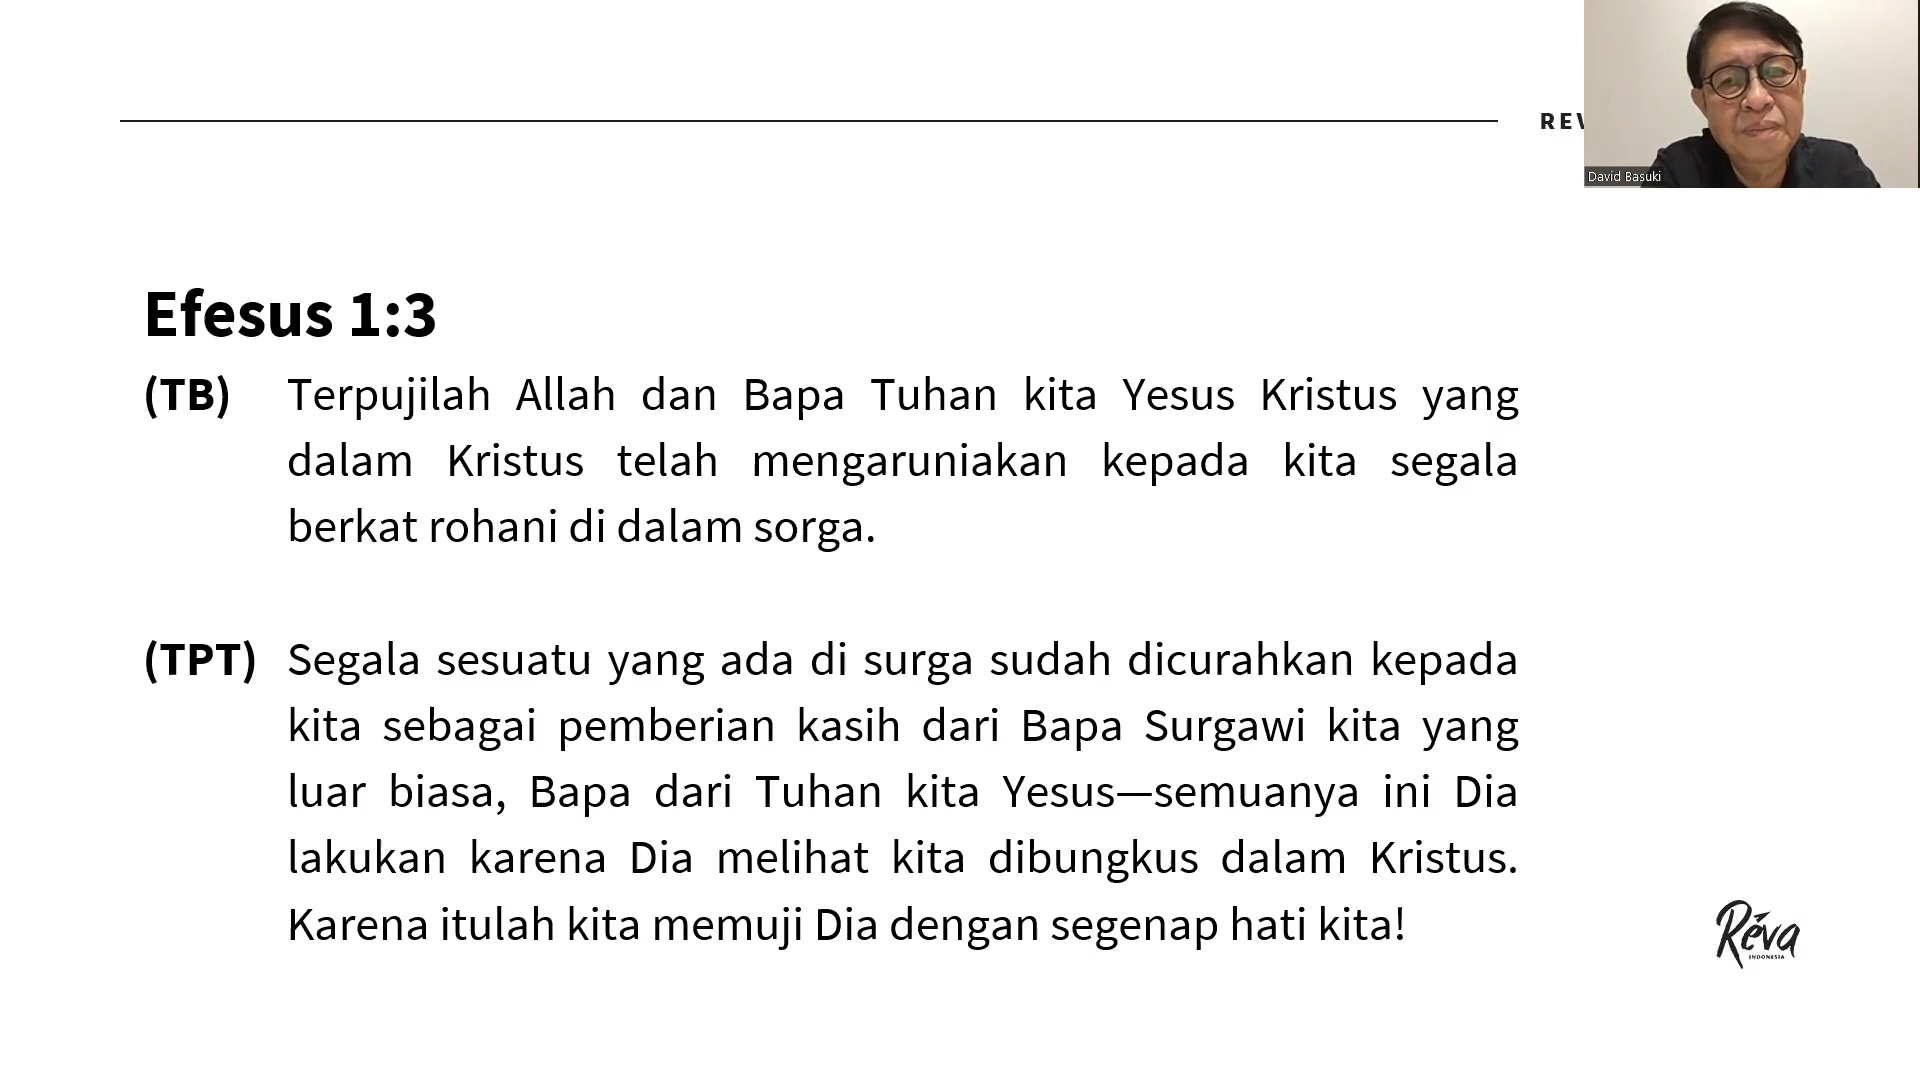 David Basuki
Efesus 1:3
(TB) Terpujilah Allah dan Bapa Tuhan kita Yesus Kristus yang
dalam Kristus telah mengaruniakan kepada kita segala
berkat rohani di dalam sorga.
(TPT) Segala sesuatu yang ada di surga sudah dicurahkan kepada
kita sebagai pemberian kasih dari Bapa Surgawi kita yang
luar biasa, Bapa dari Tuhan kita Yesus—semuanya ini Dia
lakukan karena Dia melihat kita dibungkus dalam Kristus.
Karena itulah kita memuji Dia dengan segenap hati kita!
Réva
INDONESIA